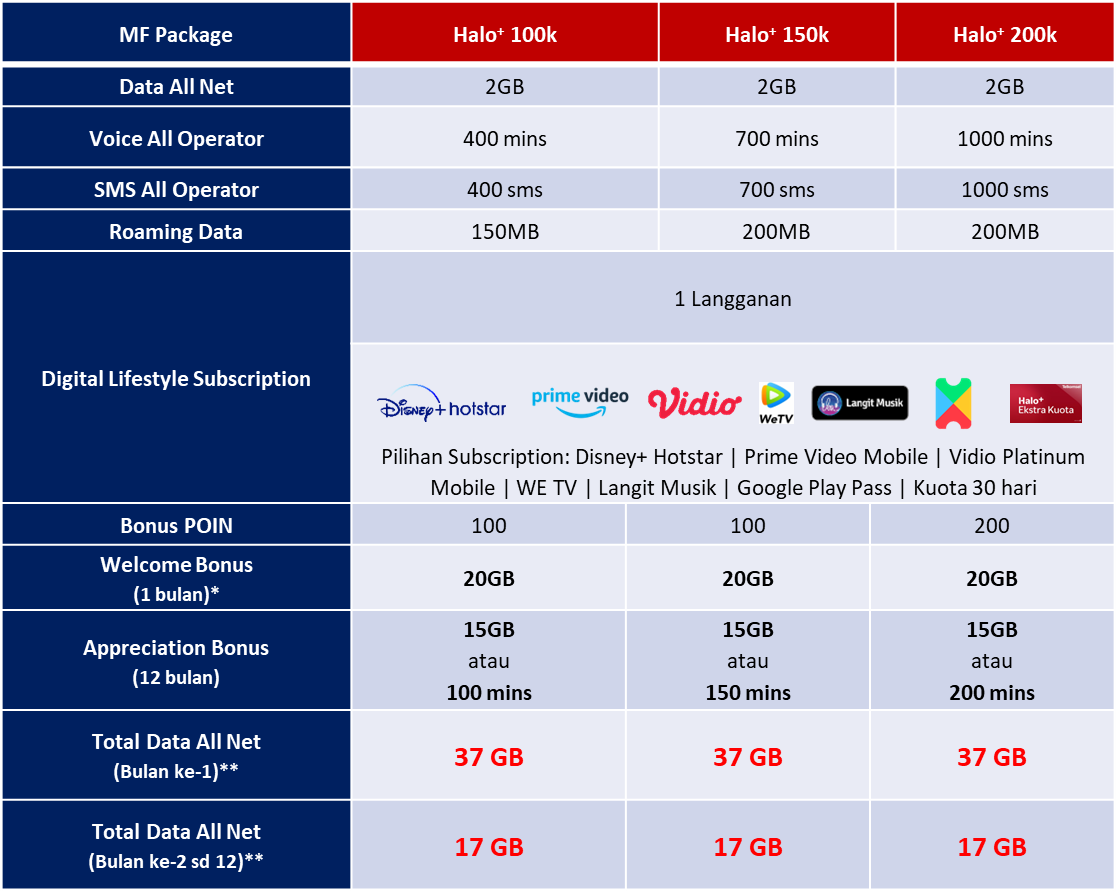 MF Package Halo+ 100k Halo+ 150k Halo+ 200k
Data All Net 2GB 2GB 2GB
Voice All Operator 400 mins 700 mins 1000 mins
SMS All Operator 400 sms 700 sms 1000 sms
Roaming Data 150MB 200MB 200MB
Digital Lifestyle Subscription
1 Langganan
Disney+ hotstar prime video Vidio WeTV Langit Musik Halo+ Ekstra Kuota
Pilihan Subscription: Disney+ Hotstar | Prime Video Mobile | Vidio Platinum
Mobile | WE TV | Langit Musik | Google Play Pass | Kuota 30 hari
Bonus POIN 100 100 200
Welcome Bonus
(1 bulan)*
20GB 20GB 20GB
Appreciation Bonus
(12 bulan)
15GB 15GB 15GB
atau atau atau
100 mins 150 mins 200 mins
Total Data All Net
(Bulan ke-1)**
37 GB 37 GB 37 GB
Total Data All Net
(Bulan ke-2 sd 12)**
17 GB 17 GB 17 GB